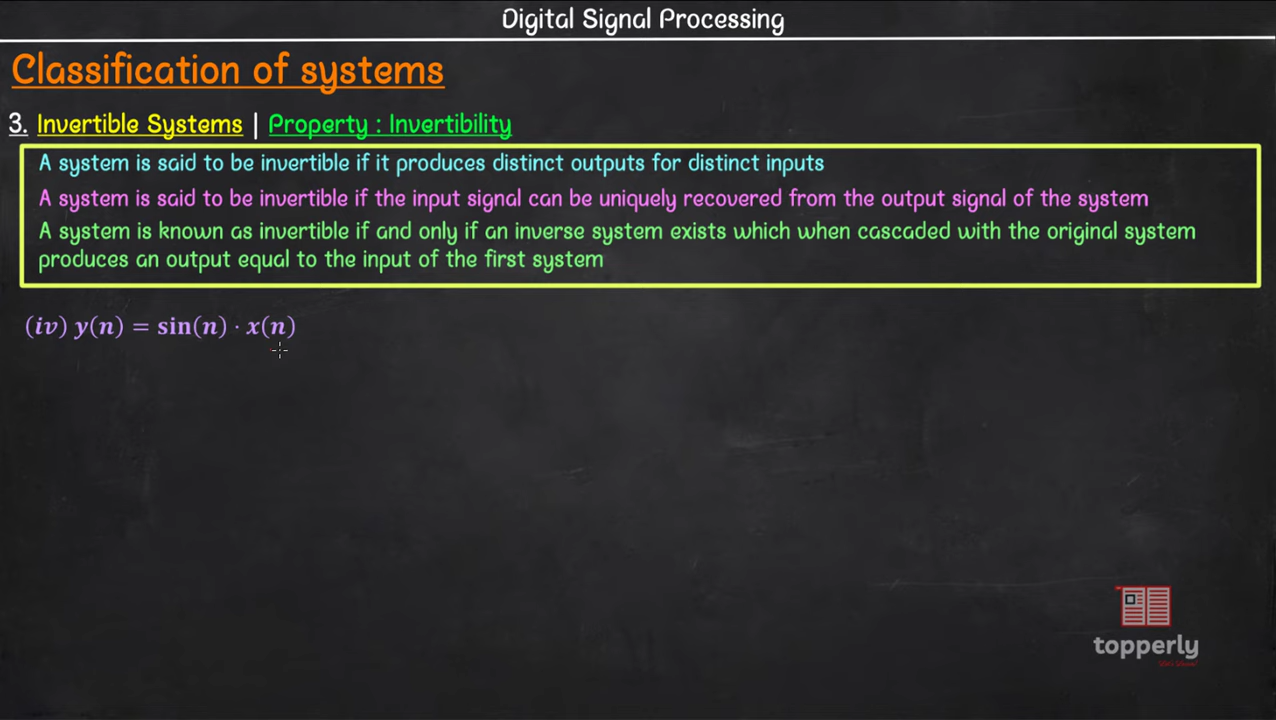 Digital Signal Processing
Classification of systems
3. Invertible Systems | Property : Invertibility
A system is said to be invertible if it produces distinct outputs for distinct inputs
A system is said to be invertible if the input signal can be uniquely recovered from the output signal of the system
A system is known as invertible if and only if an inverse system exists which when cascaded with the original system
produces an output equal to the input of the first system
(iv) y(n) = sin(n) · x(n)
topperly